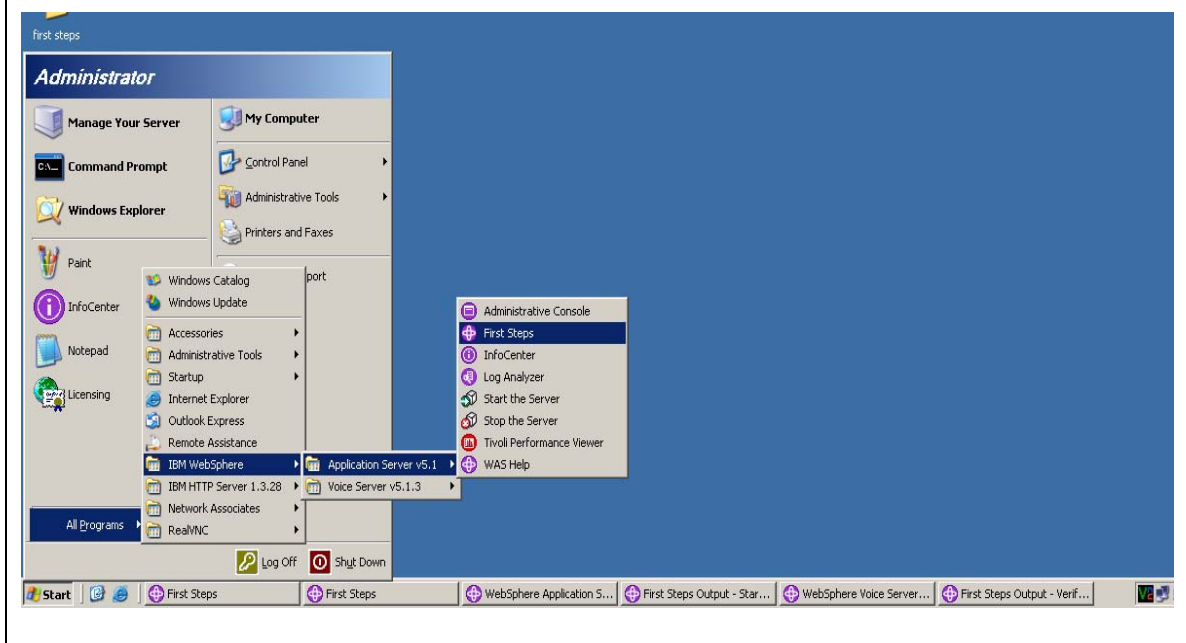 first steps
Administrator
Manage Your Server
Command Prompt
Windows Explorer
Paint
InfoCenter
Notepad
Licensing
All Programs
My Computer
Control Panel
Administrative Tools
Printers and Faxes
port
Windows Catalog
Windows Update
Accessories
Administrative Tools
Startup
Internet Explorer
Outlook Express
Remote Assistance
IBM WebSphere
IBM HTTP Server 1.3.28
Network Associates
RealVNC
Application Server v5.1
Voice Server v5.1.3
Administrative Console
First Steps
InfoCenter
Log Analyzer
Start the Server
Stop the Server
Tivoli Performance Viewer
WAS Help
Log Off
Shut Down
Start
First Steps
First Steps
WebSphere Application S...
First Steps Output - Star...
WebSphere Voice Server...
First Steps Output - Verif...